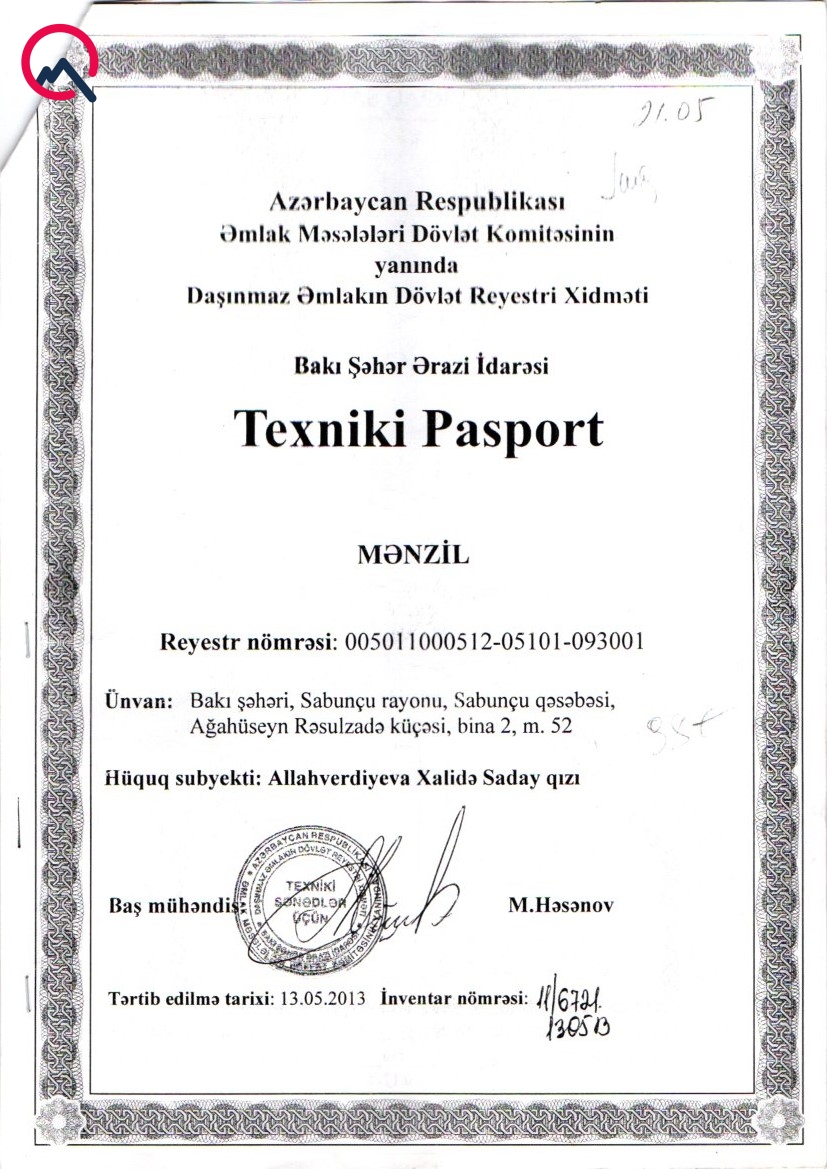 21.05
Azərbaycan Respublikası
Əmlak Məsələləri Dövlət Komitəsinin
yanında
Daşınmaz Əmlakın Dövlət Reyestri Xidməti
Bakı Şəhər Ərazi İdarəsi
Texniki Pasport
MƏNZİL
Reyestr nömrəsi: 005011000512-05101-093001
Ünvan: Bakı şəhəri, Sabunçu rayonu, Sabunçu qəsəbəsi,
Ağahüseyn Rəsulzadə küçəsi, bina 2, m. 52
Hüquq subyekti: Allahverdiyeva Xalidə Saday qızı
TEXNİKİ
SƏNƏDLƏR
ÜÇÜN
Baş mühəndis M.Həsənov
Tərtib edilmə tarixi: 13.05.2013 İnventar nömrəsi: 11/6721
130513